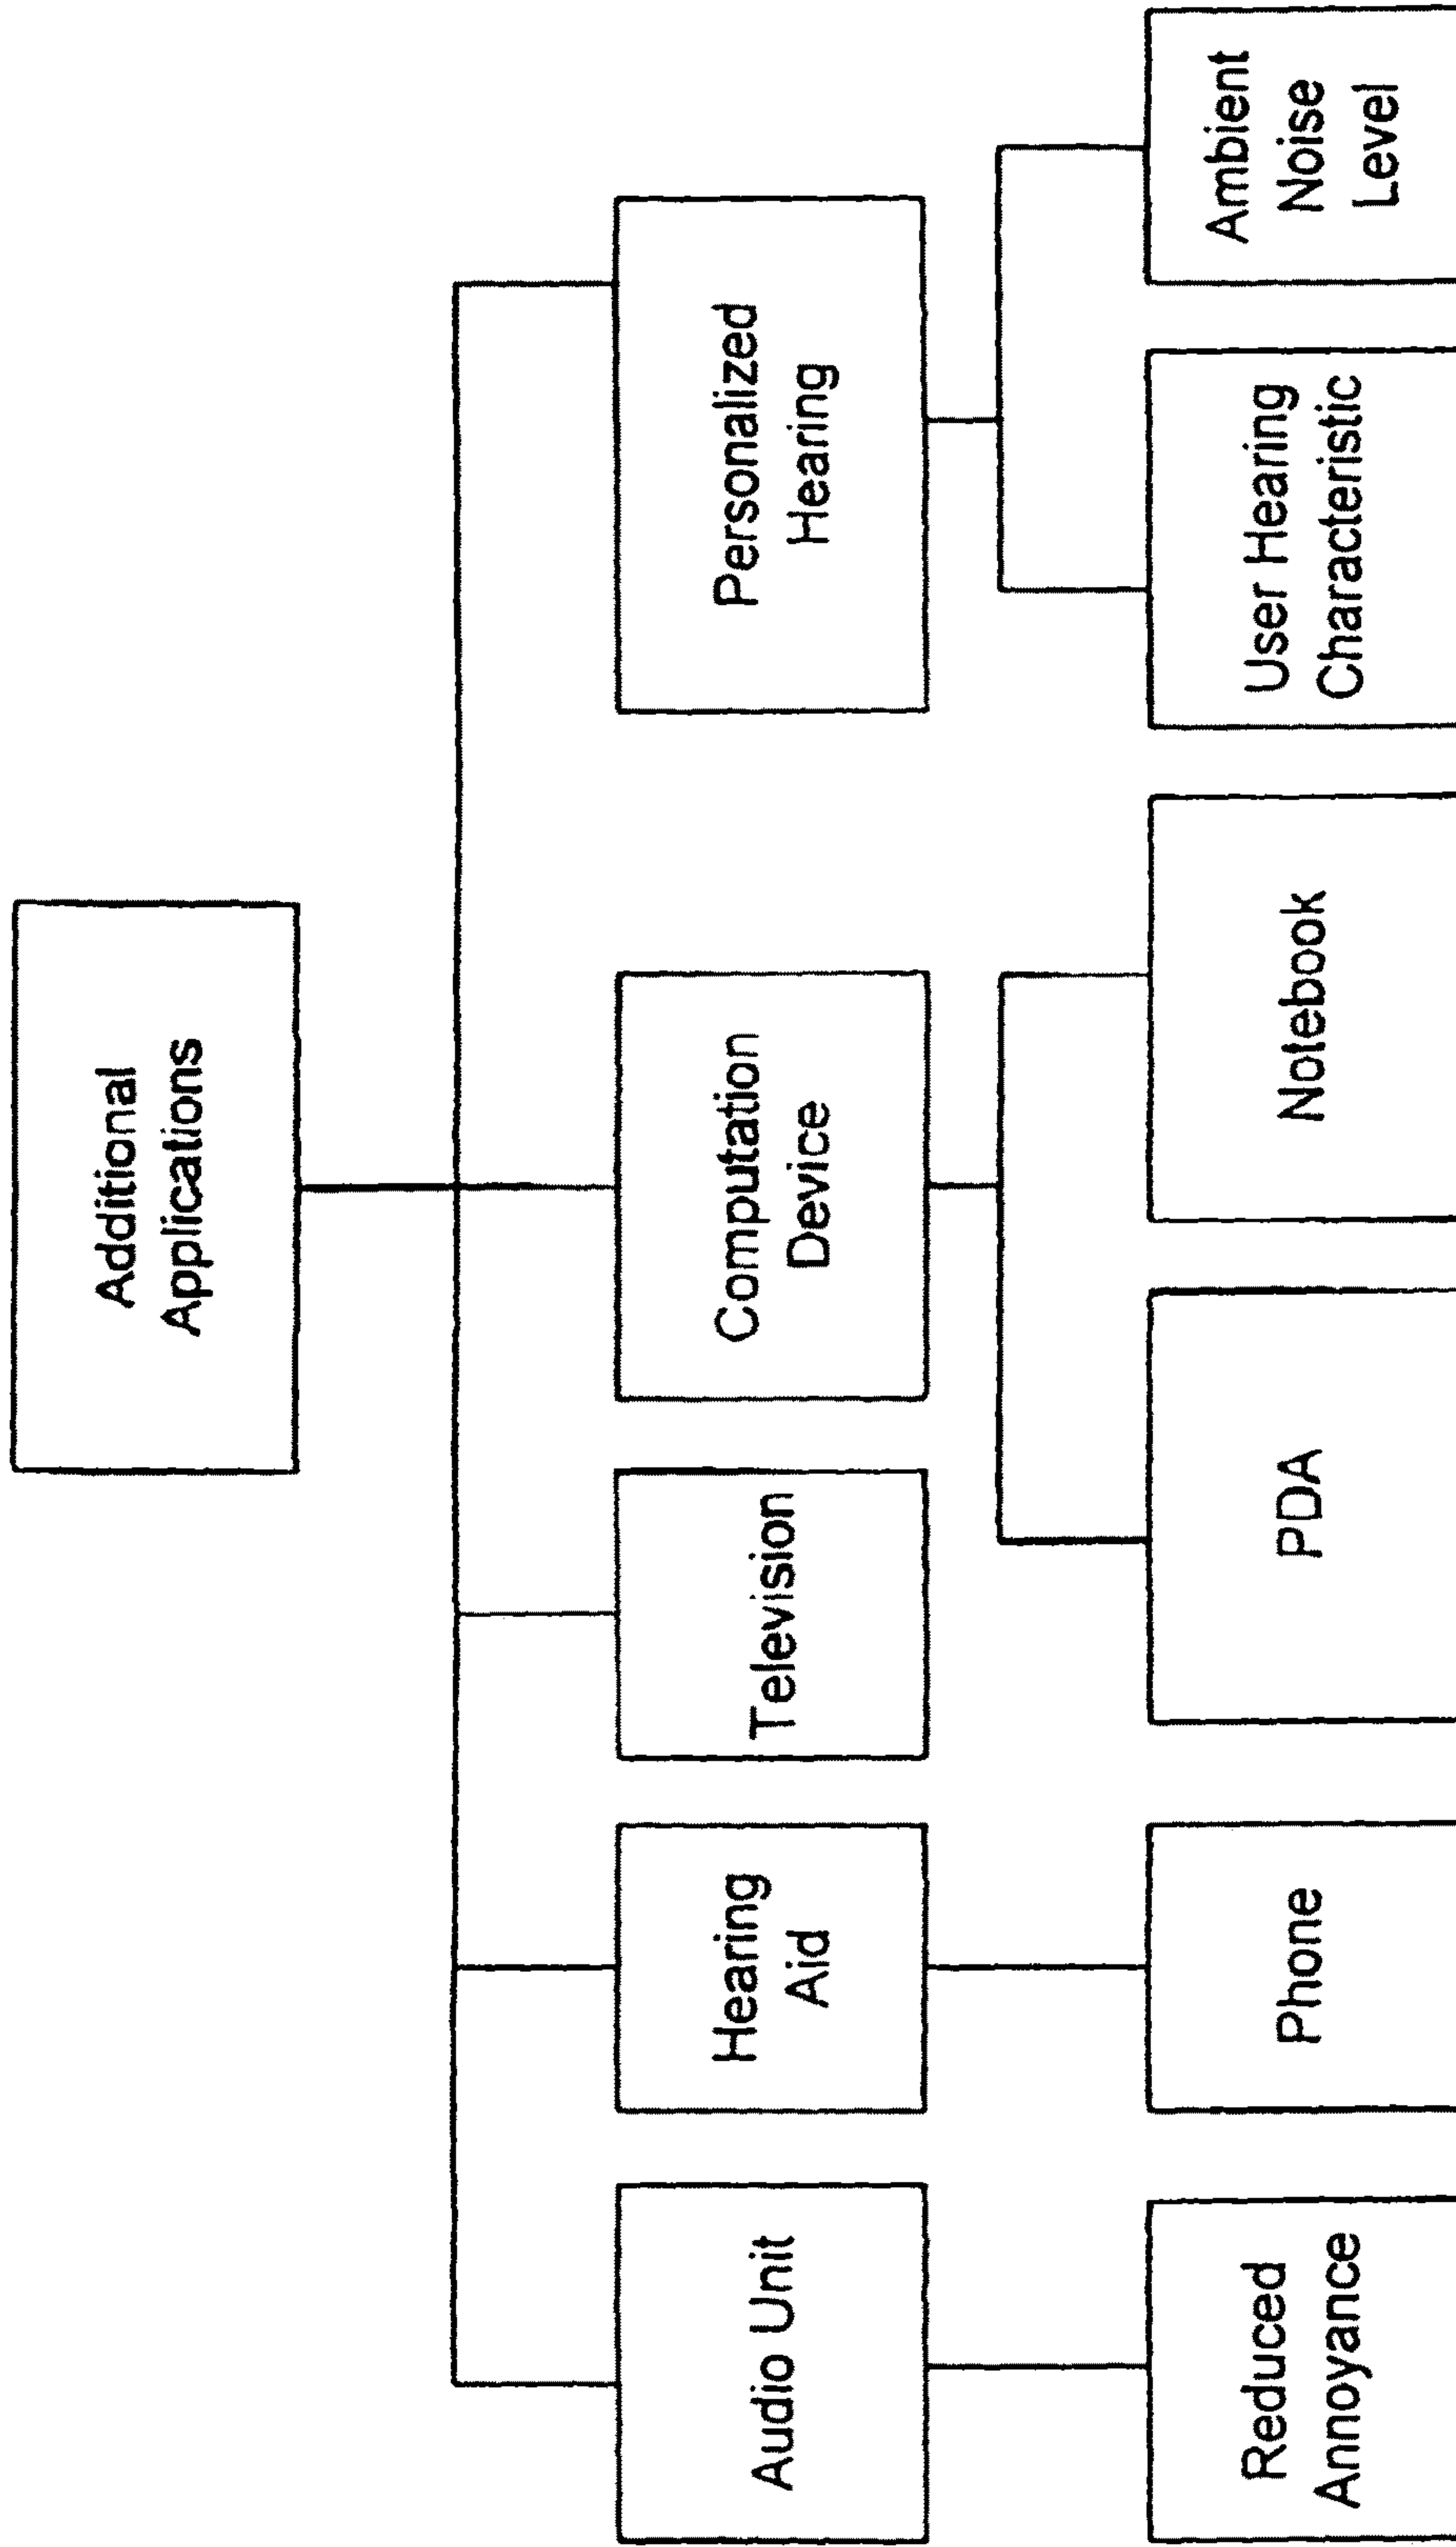 Additional
Applications
Audio Unit
Hearing
Aid
Television
Computation
Device
Personalized
Hearing
Reduced
Annoyance
Phone
PDA
Notebook
User Hearing
Characteristic
Ambient
Noise
Level